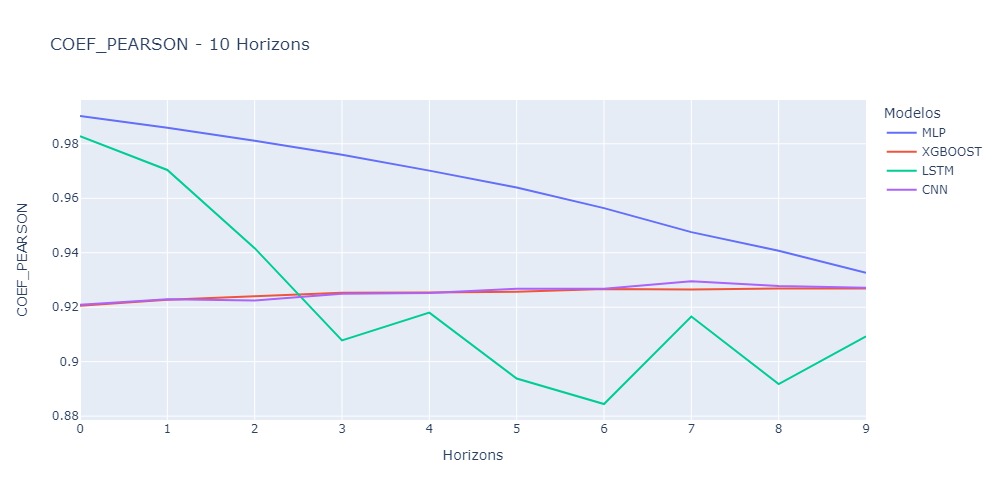 COEF_PEARSON - 10 Horizons
Modelos
MLP
XGBOOST
LSTM
CNN
COEF_PEARSON
0.98
0.96
0.94
0.92
0.9
0.88
0 1 2 3 4 5 6 7 8 9
Horizons